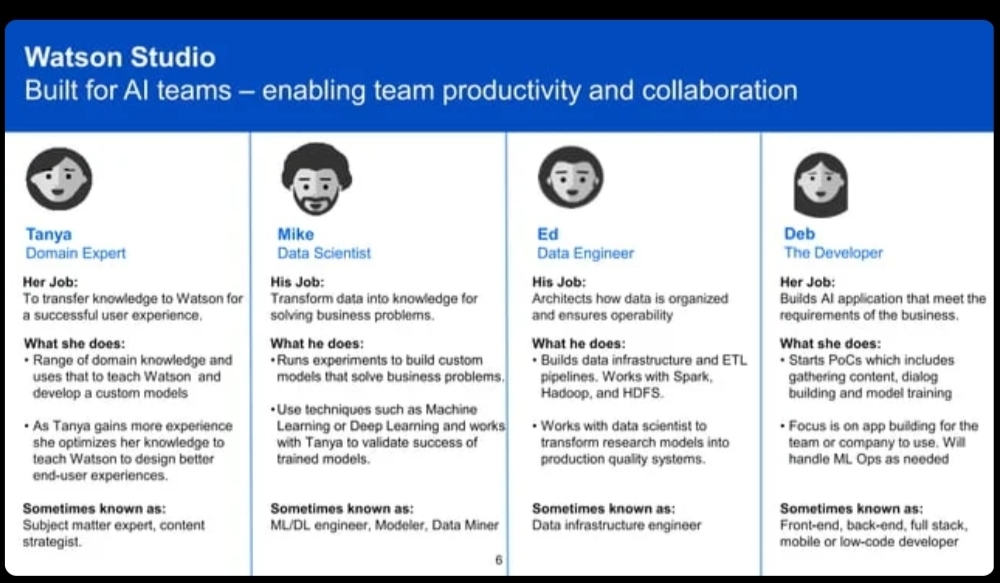 Watson Studio
Built for AI teams – enabling team productivity and collaboration
Tanya
Domain Expert
Her Job:
To transfer knowledge to Watson for
a successful user experience.
What she does:
• Range of domain knowledge and
uses that to teach Watson and
develop a custom models
• As Tanya gains more experience
she optimizes her knowledge to
teach Watson to design better
end-user experiences.
Sometimes known as:
Subject matter expert, content
strategist.
Mike
Data Scientist
His Job:
Transform data into knowledge for
solving business problems.
What he does:
• Runs experiments to build custom
models that solve business problems.
• Use techniques such as Machine
Learning or Deep Learning and works
with Tanya to validate success of
trained models.
Sometimes known as:
ML/DL engineer, Modeler, Data Miner
6
Ed
Data Engineer
His Job:
Architects how data is organized
and ensures operability
What he does:
• Builds data infrastructure and ETL
pipelines. Works with Spark,
Hadoop, and HDFS.
• Works with data scientist to
transform research models into
production quality systems.
Sometimes known as:
Data infrastructure engineer
Deb
The Developer
Her Job:
Builds AI application that meet the
requirements of the business.
What she does:
• Starts PoCs which includes
gathering content, dialog
building and model training
• Focus is on app building for the
team or company to use. Will
handle ML Ops as needed
Sometimes known as:
Front-end, back-end, full stack,
mobile or low-code developer